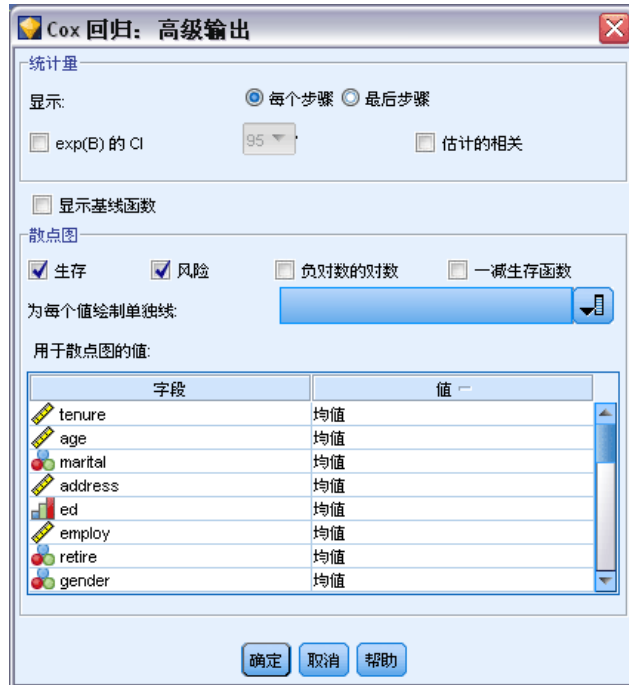 Cox 回归：高级输出
统计量
显示:
每个步骤 最后步骤
exp(B) 的 CI
95
估计的相关
显示基线函数
散点图
生存 风险 负对数的对数 一减生存函数
为每个值绘制单独线:
用于散点图的值:
字段 值
tenure 均值
age 均值
marital 均值
address 均值
ed 均值
employ 均值
retire 均值
gender 均值
确定 取消 帮助